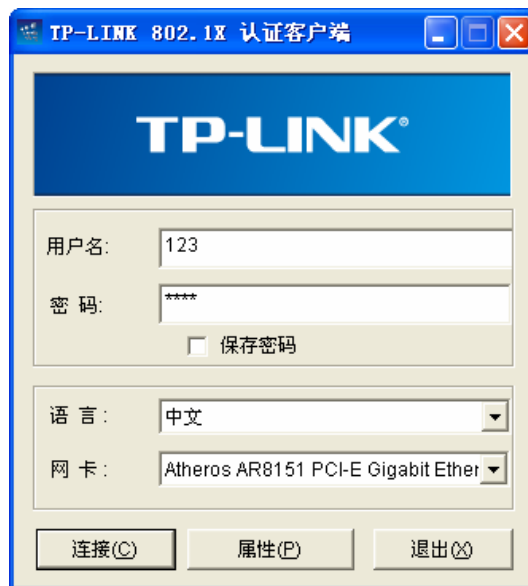 TP-LINK 802.1X 认证客户端
TP-LINK®
用户名: 123
密 码: ****
保存密码
语 言: 中文
网 卡: Atheros AR8151 PCI-E Gigabit Ether
连接(C) 属性(P) 退出(X)